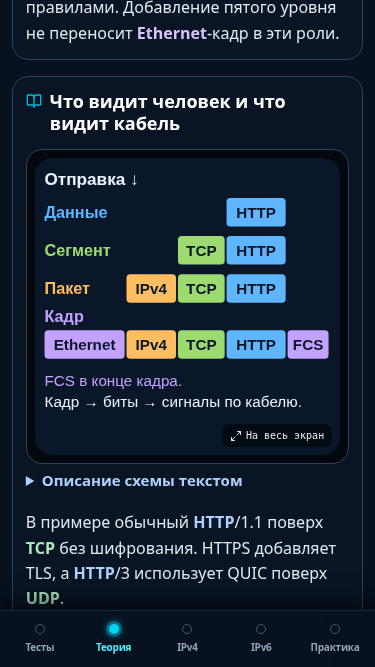 правилами. Добавление пятого уровня
не переносит Ethernet-кадр в эти роли.
Что видит человек и что
видит кабель
Отправка ↓
Данные HTTP
Сегмент TCP HTTP
Пакет IPv4 TCP HTTP
Кадр
Ethernet IPv4 TCP HTTP FCS
FCS в конце кадра.
Кадр → биты → сигналы по кабелю.
На весь экран
▶ Описание схемы текстом
В примере обычный HTTP/1.1 поверх
TCP без шифрования. HTTPS добавляет
TLS, а HTTP/3 использует QUIC поверх
UDP.
Тесты Теория IPv4 IPv6 Практика